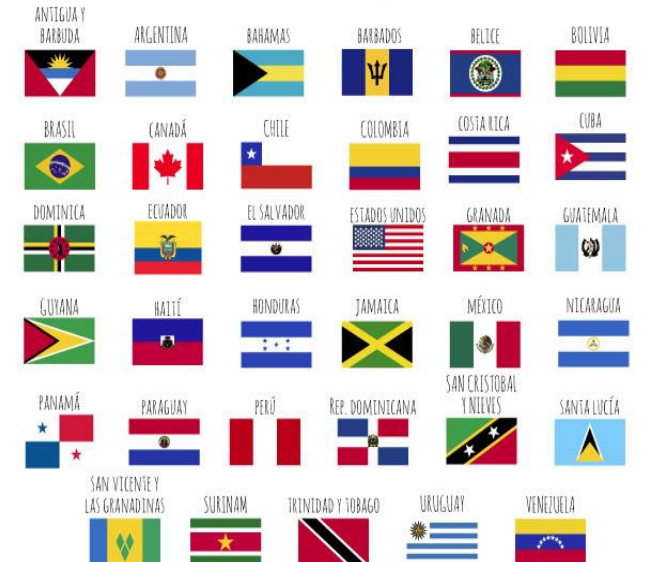 ANTIGUA Y
BARBUDA
ARGENTINA
BAHAMAS
BARBADOS
BELICE
BOLIVIA
BRASIL
CANADÁ
CHILE
COLOMBIA
COSTA RICA
CUBA
DOMINICA
ECUADOR
EL SALVADOR
ESTADOS UNIDOS
GRANADA
GUATEMALA
GUYANA
HAITÍ
HONDURAS
JAMAICA
MÉXICO
NICARAGUA
PANAMÁ
PARAGUAY
PERÚ
REP. DOMINICANA
SAN CRISTOBAL
Y NIEVES
SANTA LUCÍA
SAN VICENTE Y
LAS GRANADINAS
SURINAM
TRINIDAD Y TOBAGO
URUGUAY
VENEZUELA